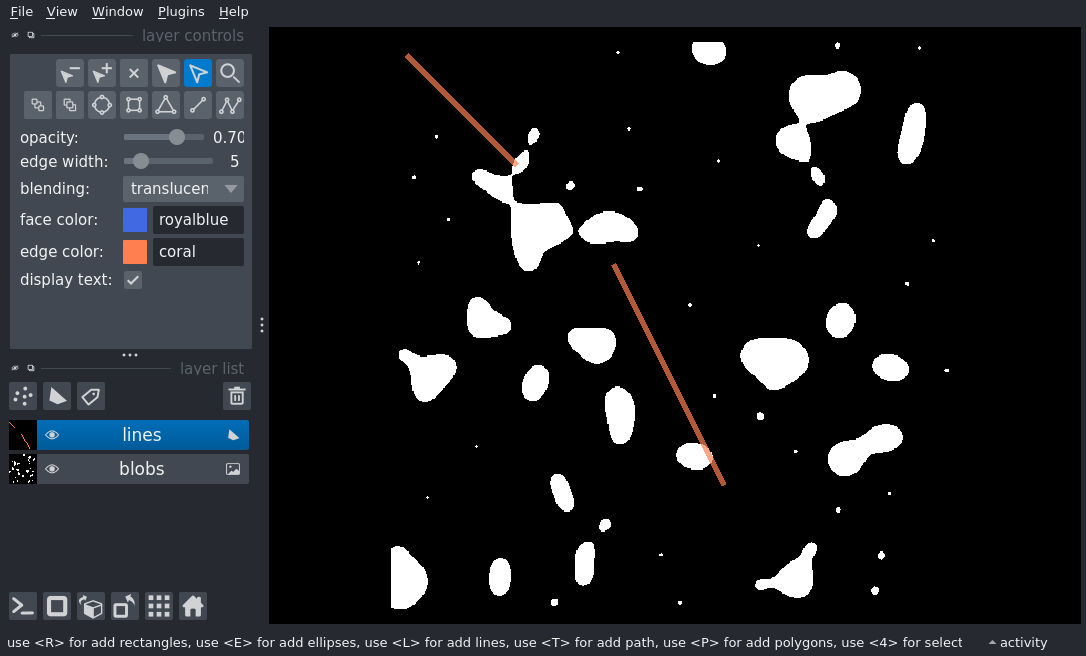 File View Window Plugins Help
layer controls
opacity: 0.70
edge width: 5
blending: translucen
face color: royalblue
edge color: coral
display text:
layer list
lines
blobs
use <R> for add rectangles, use <E> for add ellipses, use <L> for add lines, use <T> for add path, use <P> for add polygons, use <4> for select activity